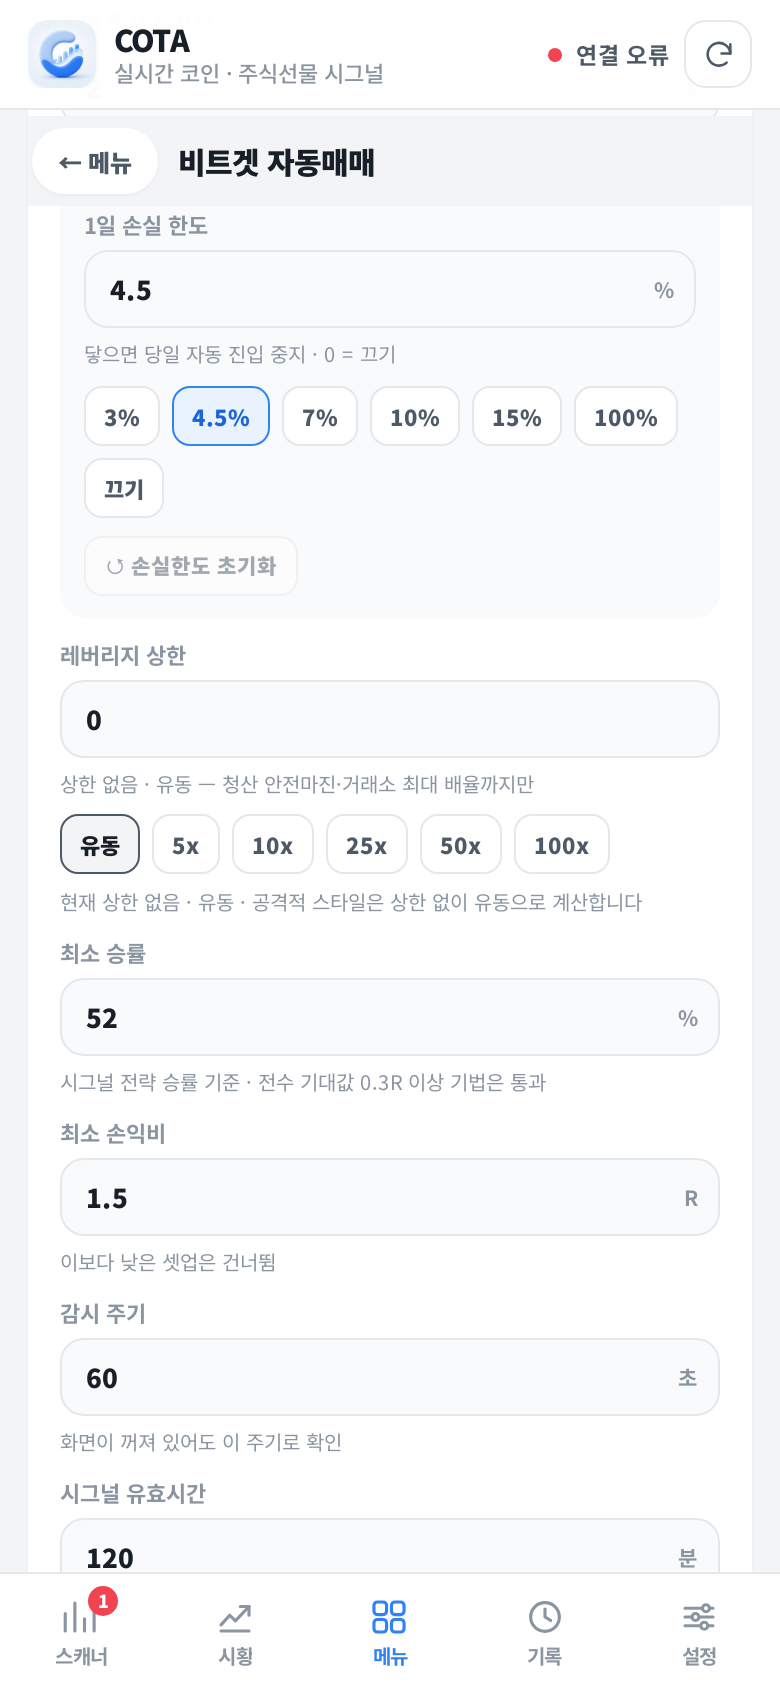 COTA
실시간 코인 · 주식선물 시그널
연결 오류
← 메뉴
비트겟 자동매매
1일 손실 한도
4.5 %
닿으면 당일 자동 진입 중지 · 0 = 끄기
3% 4.5% 7% 10% 15% 100%
끄기
손실한도 초기화
레버리지 상한
0
상한 없음 · 유동 — 청산 안전마진·거래소 최대 배율까지만
유동 5x 10x 25x 50x 100x
현재 상한 없음 · 유동 · 공격적 스타일은 상한 없이 유동으로 계산합니다
최소 승률
52 %
시그널 전략 승률 기준 · 전수 기대값 0.3R 이상 기법은 통과
최소 손익비
1.5 R
이보다 낮은 셋업은 건너뜀
감시 주기
60 초
화면이 꺼져 있어도 이 주기로 확인
시그널 유효시간
120 분
1
스캐너 시황 메뉴 기록 설정